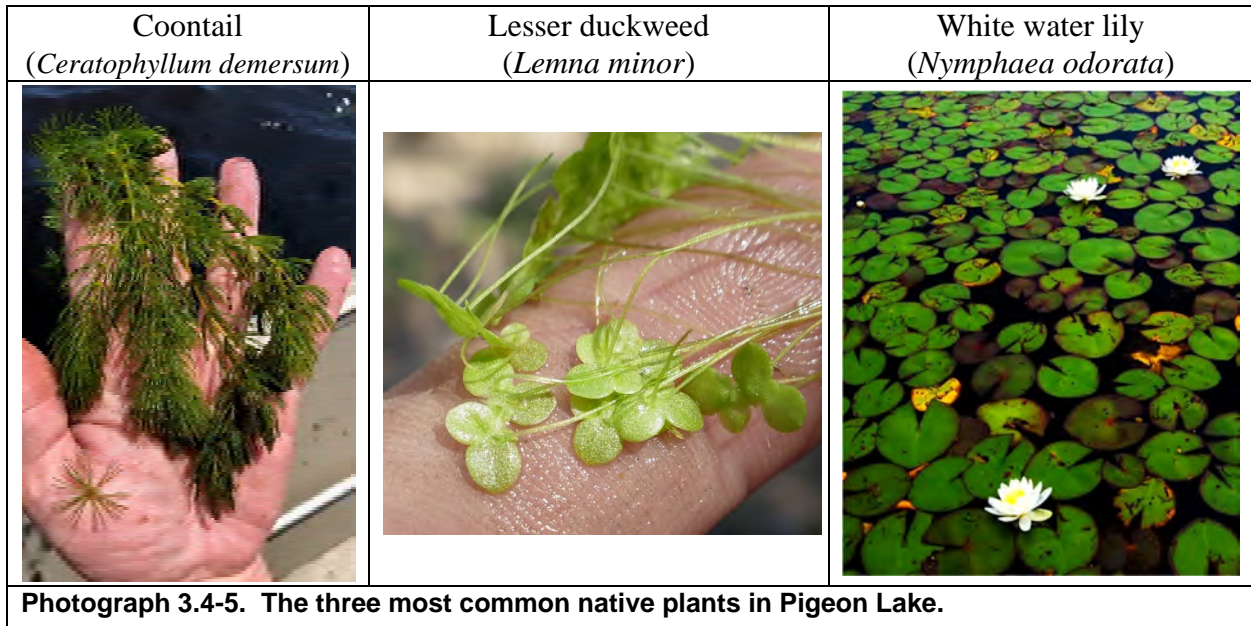 Coontail
(Ceratophyllum demersum)
Lesser duckweed
(Lemna minor)
White water lily
(Nymphaea odorata)
Photograph 3.4-5.  The three most common native plants in Pigeon Lake.